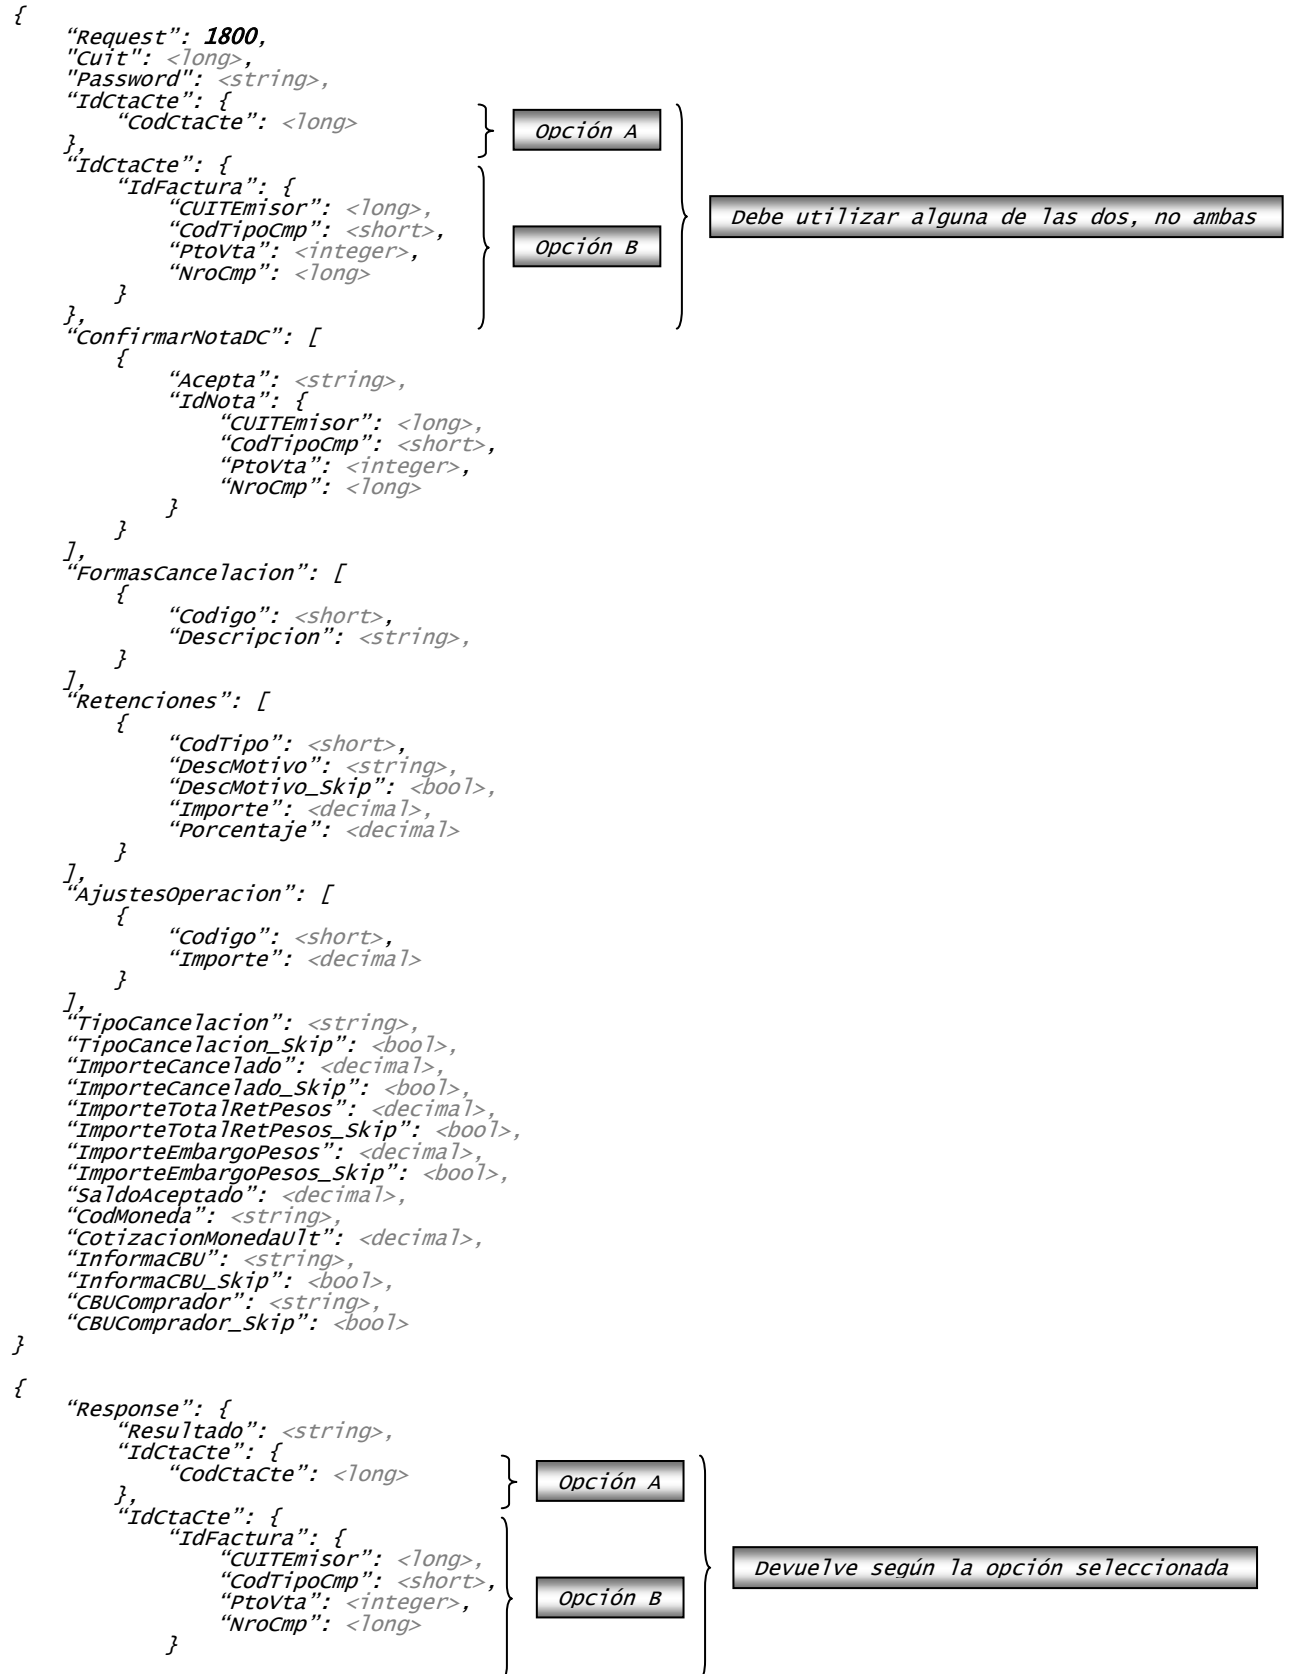 {
“Request”: 1800,
"Cuit": <long>,
"Password": <string>,
“IdCtaCte”: {
“CodCtaCte”: <long>
Opción A
},
“IdCtaCte”: {
“IdFactura”: {
“CUITEmisor”: <long>,
“CodTipoCmp”: <short>,
Debe utilizar alguna de las dos, no ambas
“PtoVta”: <integer>,
Opción B
“NroCmp”: <long>
}
},
“ConfirmarNotaDC”: [
{
“Acepta”: <string>,
“IdNota”: {
“CUITEmisor”: <long>,
“CodTipoCmp”: <short>,
“PtoVta”: <integer>,
“NroCmp”: <long>
}
}
],
“FormasCancelacion”: [
{
“Codigo”: <short>,
“Descripcion”: <string>,
}
],
“Retenciones”: [
{
“CodTipo”: <short>,
“DescMotivo”: <string>,
“DescMotivo_Skip”: <bool>,
“Importe”: <decimal>,
“Porcentaje”: <decimal>
}
],
“AjustesOperacion”: [
{
“Codigo”: <short>,
“Importe”: <decimal>
}
],
“TipoCancelacion”: <string>,
“TipoCancelacion_Skip”: <bool>,
“ImporteCancelado”: <decimal>,
“ImporteCancelado_Skip”: <bool>,
“ImporteTotalRetPesos”: <decimal>,
“ImporteTotalRetPesos_Skip”: <bool>,
“ImporteEmbargoPesos”: <decimal>,
“ImporteEmbargoPesos_Skip”: <bool>,
“SaldoAceptado”: <decimal>,
“CodMoneda”: <string>,
“CotizacionMonedaUlt”: <decimal>,
“InformaCBU”: <string>,
“InformaCBU_Skip”: <bool>,
“CBUComprador”: <string>,
“CBUComprador_Skip”: <bool>
}
{
“Response”: {
“Resultado”: <string>,
“IdCtaCte”: {
“CodCtaCte”: <long>
Opción A
},
“IdCtaCte”: {
“IdFactura”: {
“CUITEmisor”: <long>,
Devuelve según la opción seleccionada
“CodTipoCmp”: <short>,
“PtoVta”: <integer>,
Opción B
“NroCmp”: <long>
}